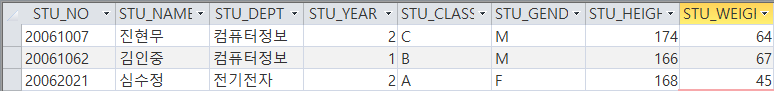 STU_NO STU_NAME STU_DEPT STU_YEAR STU_CLASS STU_GEND STU_HEIGH STU_WEIGH
20061007 진현무 컴퓨터정보 2 C M 174 64
20061062 김인중 컴퓨터정보 1 B M 166 67
20062021 심수정 전기전자 2 A F 168 45